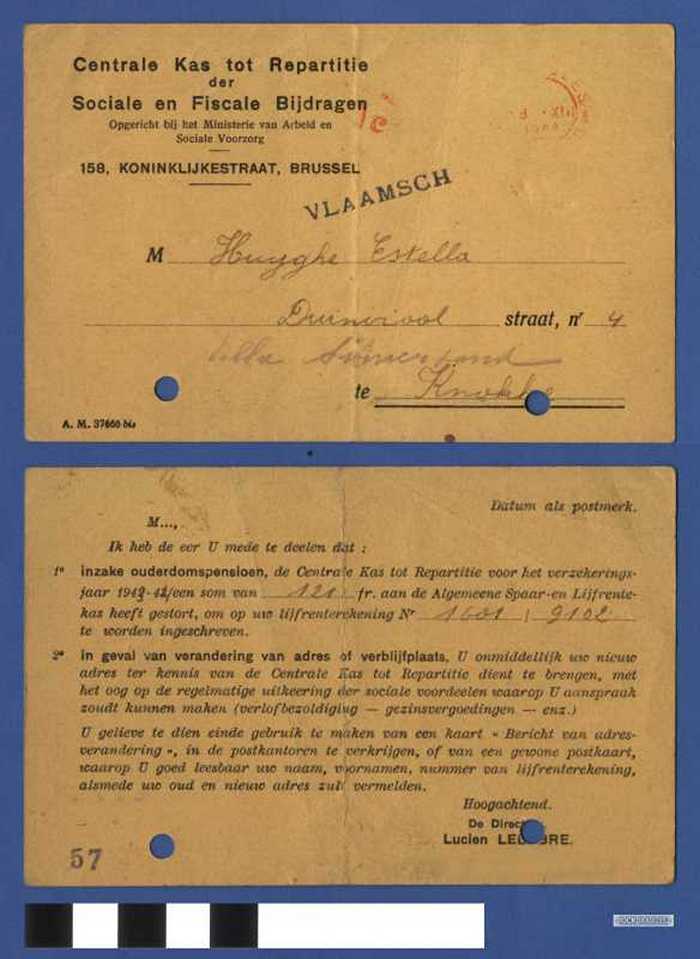 Centrale Kas tot Repartitie
der
Sociale en Fiscale Bijdragen
Opgericht bij het Ministerie van Arbeid en
Sociale Voorzorg
158, KONINKLIJKESTRAAT, BRUSSEL
VLAAMSCH
M Huyghe Estella
Duinviool straat, nr 4
Villa
te Knokke
A. M. 37666 bis
Datum als postmerk.
M...,
Ik heb de eer U mede te deelen dat :
1° inzake ouderdomspensioen, de Centrale Kas tot Repartitie voor het verzekerings-
jaar een som van 121 fr. aan de Algemeene Spaar-en Lijfrente-
kas heeft gestort, om op uw lijfrenterekening Nr 1601 | 9102
te worden ingeschreven.
2° in geval van verandering van adres of verblijfplaats, U onmiddellijk uw nieuw
adres ter kennis van de Centrale Kas tot Repartitie dient te brengen, met
het oog op de regelmatige uitkeering der sociale voordeelen waarop U aanspraak
zoudt kunnen maken (verlofbezoldiging — gezinsvergoedingen — enz.)
U gelieve te dien einde gebruik te maken van een kaart « Bericht van adres-
verandering », in de postkantoren te verkrijgen, of van een gewone postkaart,
waarop U goed leesbaar uw naam, voornamen, nummer van lijfrenterekening,
alsmede uw oud en nieuw adres zult vermelden.
Hoogachtend.
De
Lucien
57